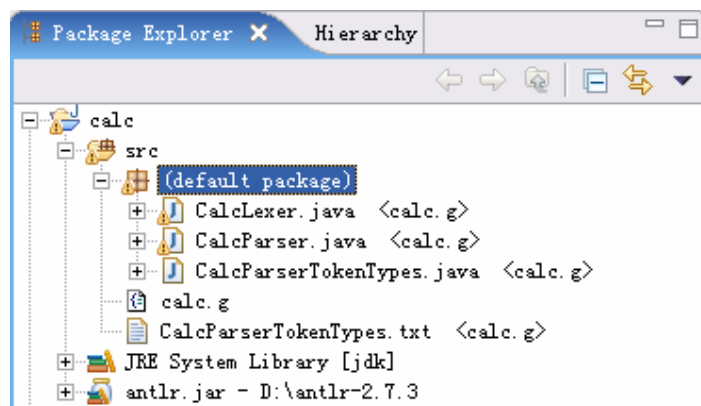 Package Explorer Hierarchy
calc
src
(default package)
CalcLexer.java <calc.g>
CalcParser.java <calc.g>
CalcParserTokenTypes.java <calc.g>
calc.g
CalcParserTokenTypes.txt <calc.g>
JRE System Library [jdk]
antlr.jar - D:\antlr-2.7.3